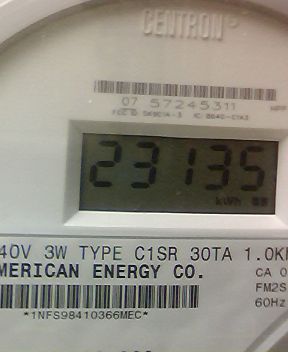 CENTRON®
07 57245311
23135
kWh
40V 3W TYPE C1SR 30TA 1.0K
MERICAN ENERGY CO.
CA 0
FM2S
60Hz
*1NFS98410366MEC*